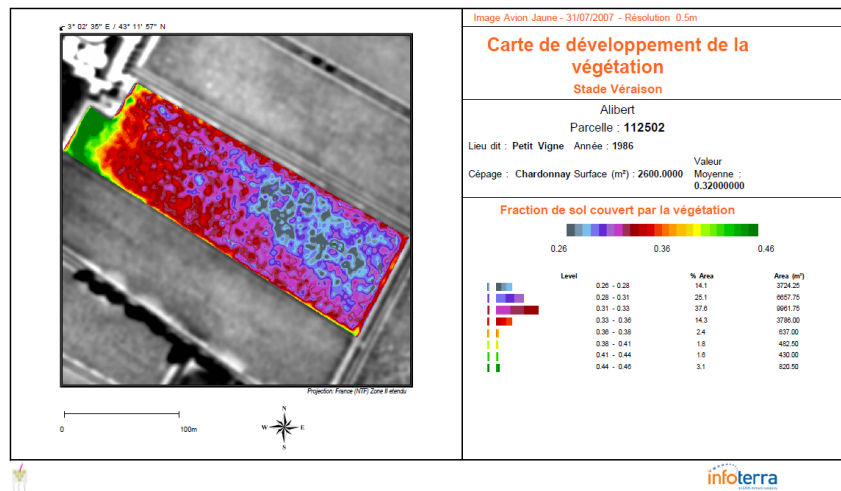 3° 02' 35" E / 43° 11' 57" N
Projection: France (NTF) Zone II etendu
0 100m
N
W E
S
Image Avion Jaune - 31/07/2007 - Résolution 0.5m
Carte de développement de la
végétation
Stade Véraison
Alibert
Parcelle : 112502
Lieu dit : Petit Vigne Année : 1986
Cépage : Chardonnay Surface (m²) : 2600.0000 Valeur
Moyenne :
0.32000000
Fraction de sol couvert par la végétation
0.26 0.36 0.46
Level % Area Area (m²)
0.26 - 0.28 14.1 3724.25
0.28 - 0.31 25.1 6657.75
0.31 - 0.33 37.6 9961.75
0.33 - 0.36 14.3 3786.00
0.36 - 0.38 2.4 637.00
0.38 - 0.41 1.8 482.50
0.41 - 0.44 1.6 430.00
0.44 - 0.46 3.1 820.50
infoterra